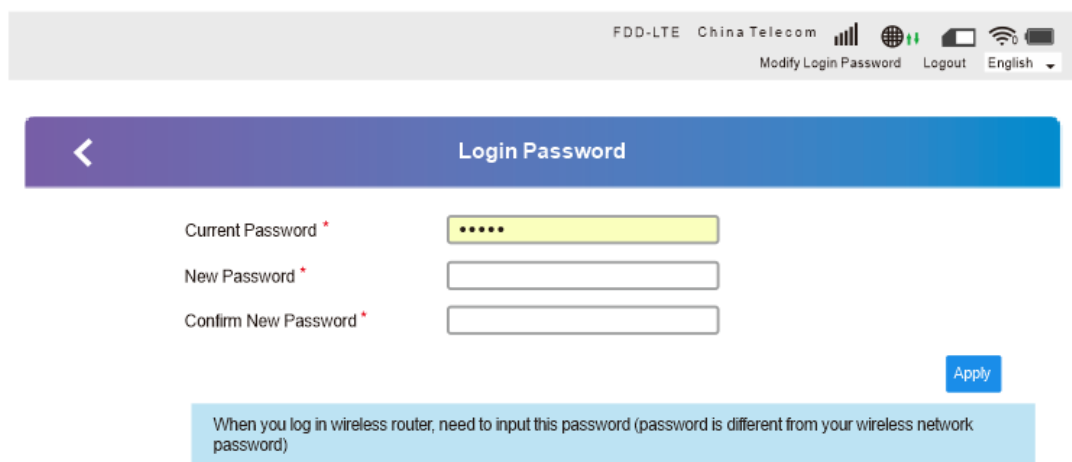 FDD-LTE China Telecom
Modify Login Password Logout English
Login Password
Current Password *
•••••
New Password *
Confirm New Password *
Apply
When you log in wireless router, need to input this password (password is different from your wireless network
password)